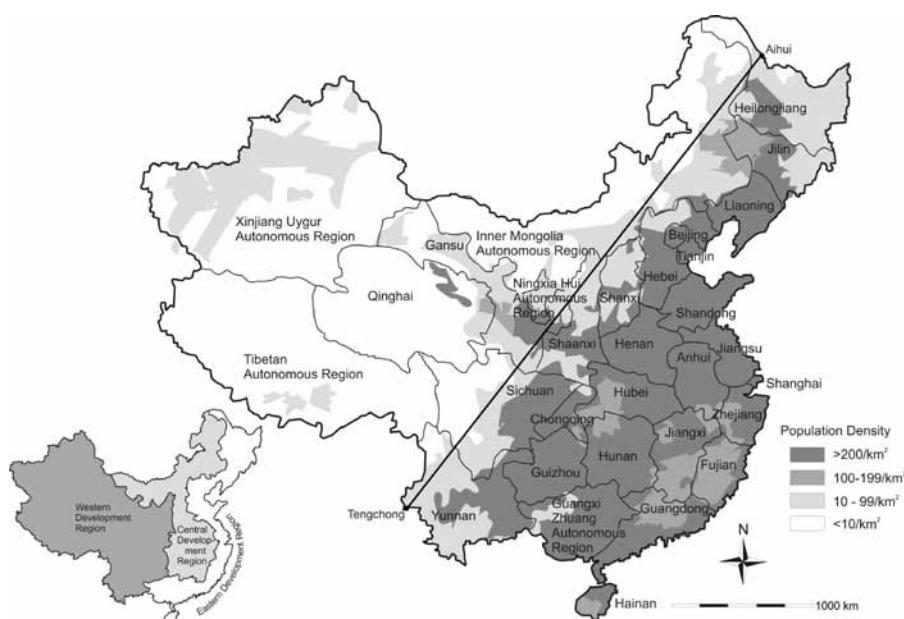 Aihui
Heilongjiang
Jilin
Liaoning
Xinjiang Uygur
Autonomous Region
Gansu
Inner Mongolia
Autonomous Region
Beijing
Tianjin
Hebei
Qinghai
Ningxia Hui
Autonomous
Region
Shanxi
Shandong
Shaanxi
Henan
Jiangsu
Anhui
Tibetan
Autonomous Region
Sichuan
Hubei
Shanghai
Chongqing
Zhejiang
Jiangxi
Hunan
Fujian
Guizhou
Tengchong
Yunnan
Guangxi
Zhuang
Autonomous
Region
Guangdong
Hainan
Population Density
>200/km²
100-199/km²
10 - 99/km²
<10/km²
N
1000 km
Western
Development
Region
Central
Develop-
ment
Region
Eastern Development Region